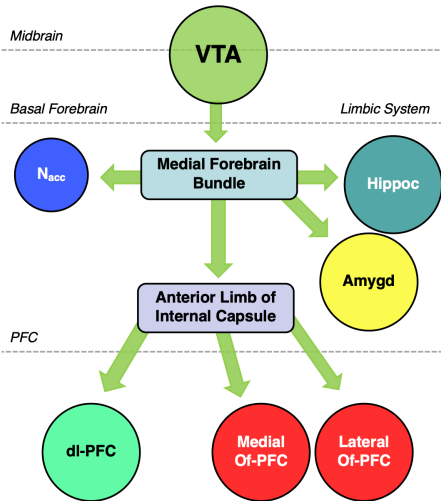 Midbrain
VTA
Basal Forebrain
Limbic System
Medial Forebrain
Bundle
Nacc
Hippoc
Amygd
Anterior Limb of
Internal Capsule
PFC
dl-PFC
Medial
Of-PFC
Lateral
Of-PFC